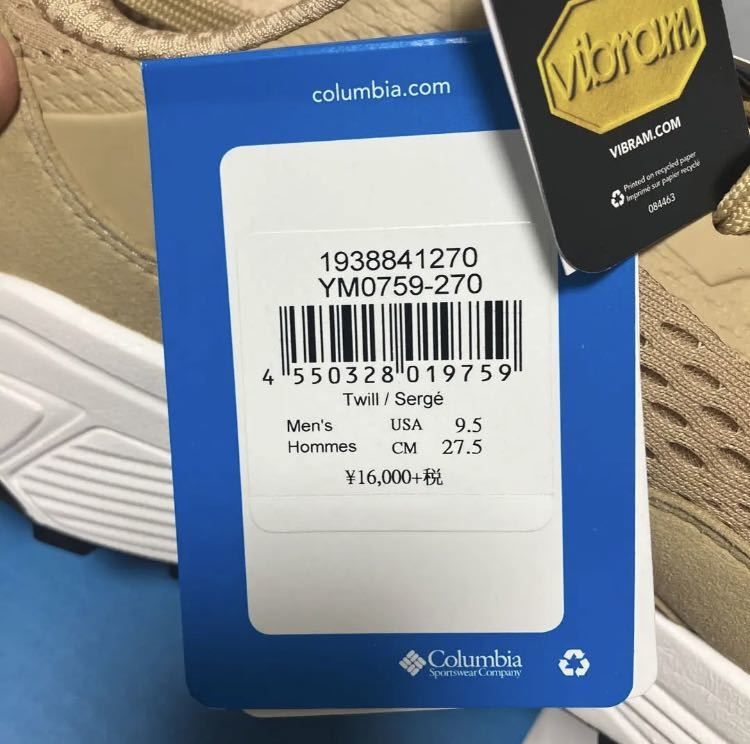 columbia.com
1938841270
YM0759-270
4 550328 019759
Twill / Sergé
Men's USA 9.5
Hommes CM 27.5
¥16,000+税
Columbia
Sportswear Company
vibram
VIBRAM.COM
Printed on recycled paper
Imprimé sur papier recyclé
084463